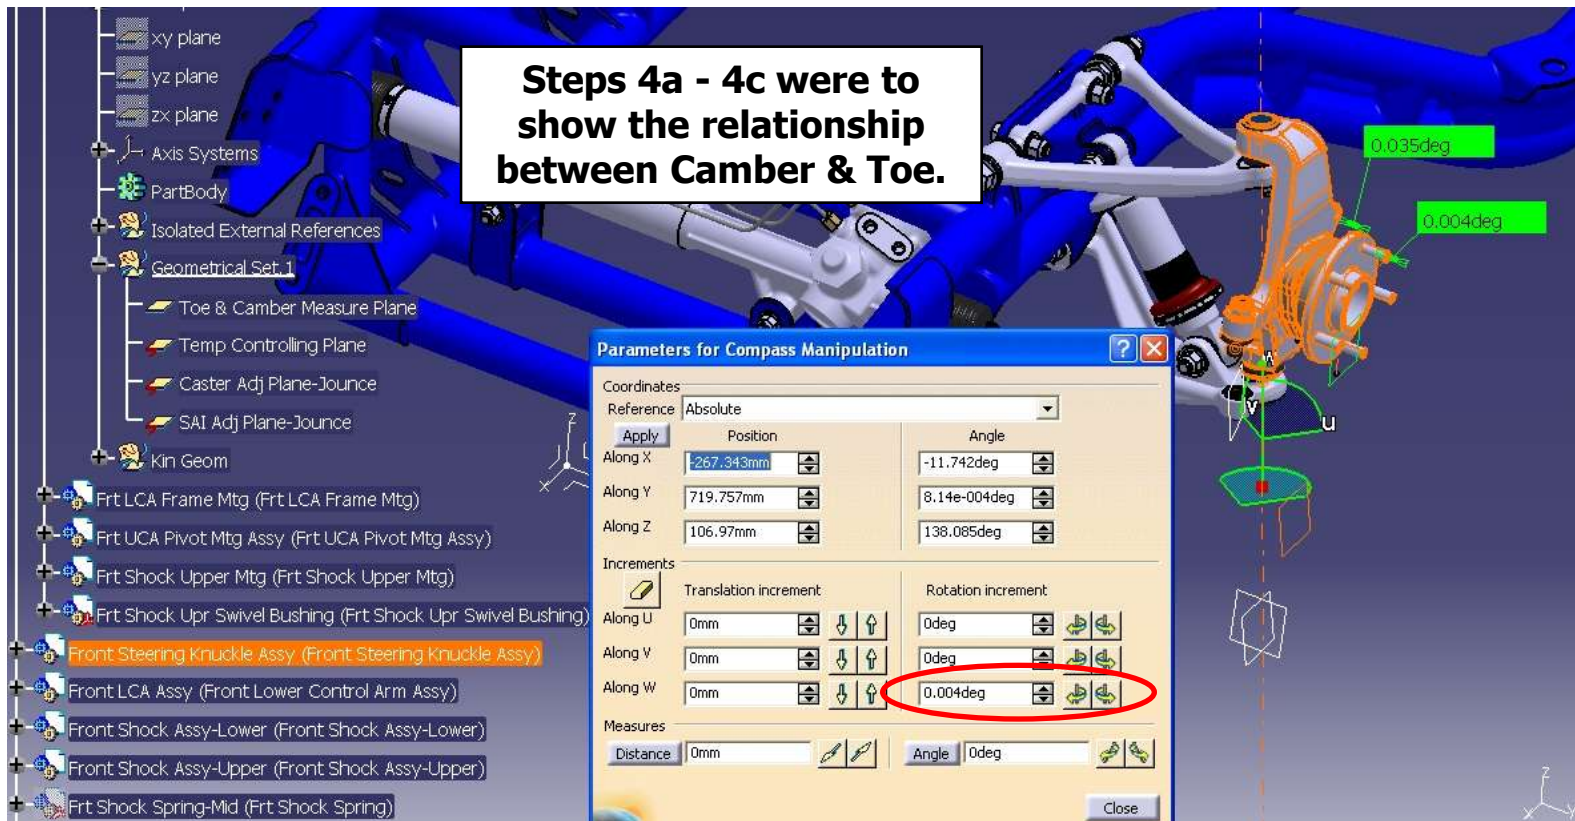 xy plane
yz plane
zx plane
Axis Systems
PartBody
Isolated External References
Geometrical Set.1
Toe & Camber Measure Plane
Temp Controlling Plane
Caster Adj Plane-Jounce
SAI Adj Plane-Jounce
Kin Geom
Frt LCA Frame Mtg (Frt LCA Frame Mtg)
Frt UCA Pivot Mtg Assy (Frt UCA Pivot Mtg Assy)
Frt Shock Upper Mtg (Frt Shock Upper Mtg)
Frt Shock Upr Swivel Bushing (Frt Shock Upr Swivel Bushing)
Front Steering Knuckle Assy (Front Steering Knuckle Assy)
Front LCA Assy (Front Lower Control Arm Assy)
Front Shock Assy-Lower (Front Shock Assy-Lower)
Front Shock Assy-Upper (Front Shock Assy-Upper)
Frt Shock Spring-Mid (Frt Shock Spring)
Steps 4a - 4c were to
show the relationship
between Camber & Toe.
0.035deg
0.004deg
Parameters for Compass Manipulation
Coordinates
Reference Absolute
Apply Position Angle
Along X -267.343mm -11.742deg
Along Y 719.757mm 8.14e-004deg
Along Z 106.97mm 138.085deg
Increments
Translation increment Rotation increment
Along U 0mm 0deg
Along V 0mm 0deg
Along W 0mm 0.004deg
Measures
Distance 0mm Angle 0deg
Close
W
V
U
z
x
z
x
y